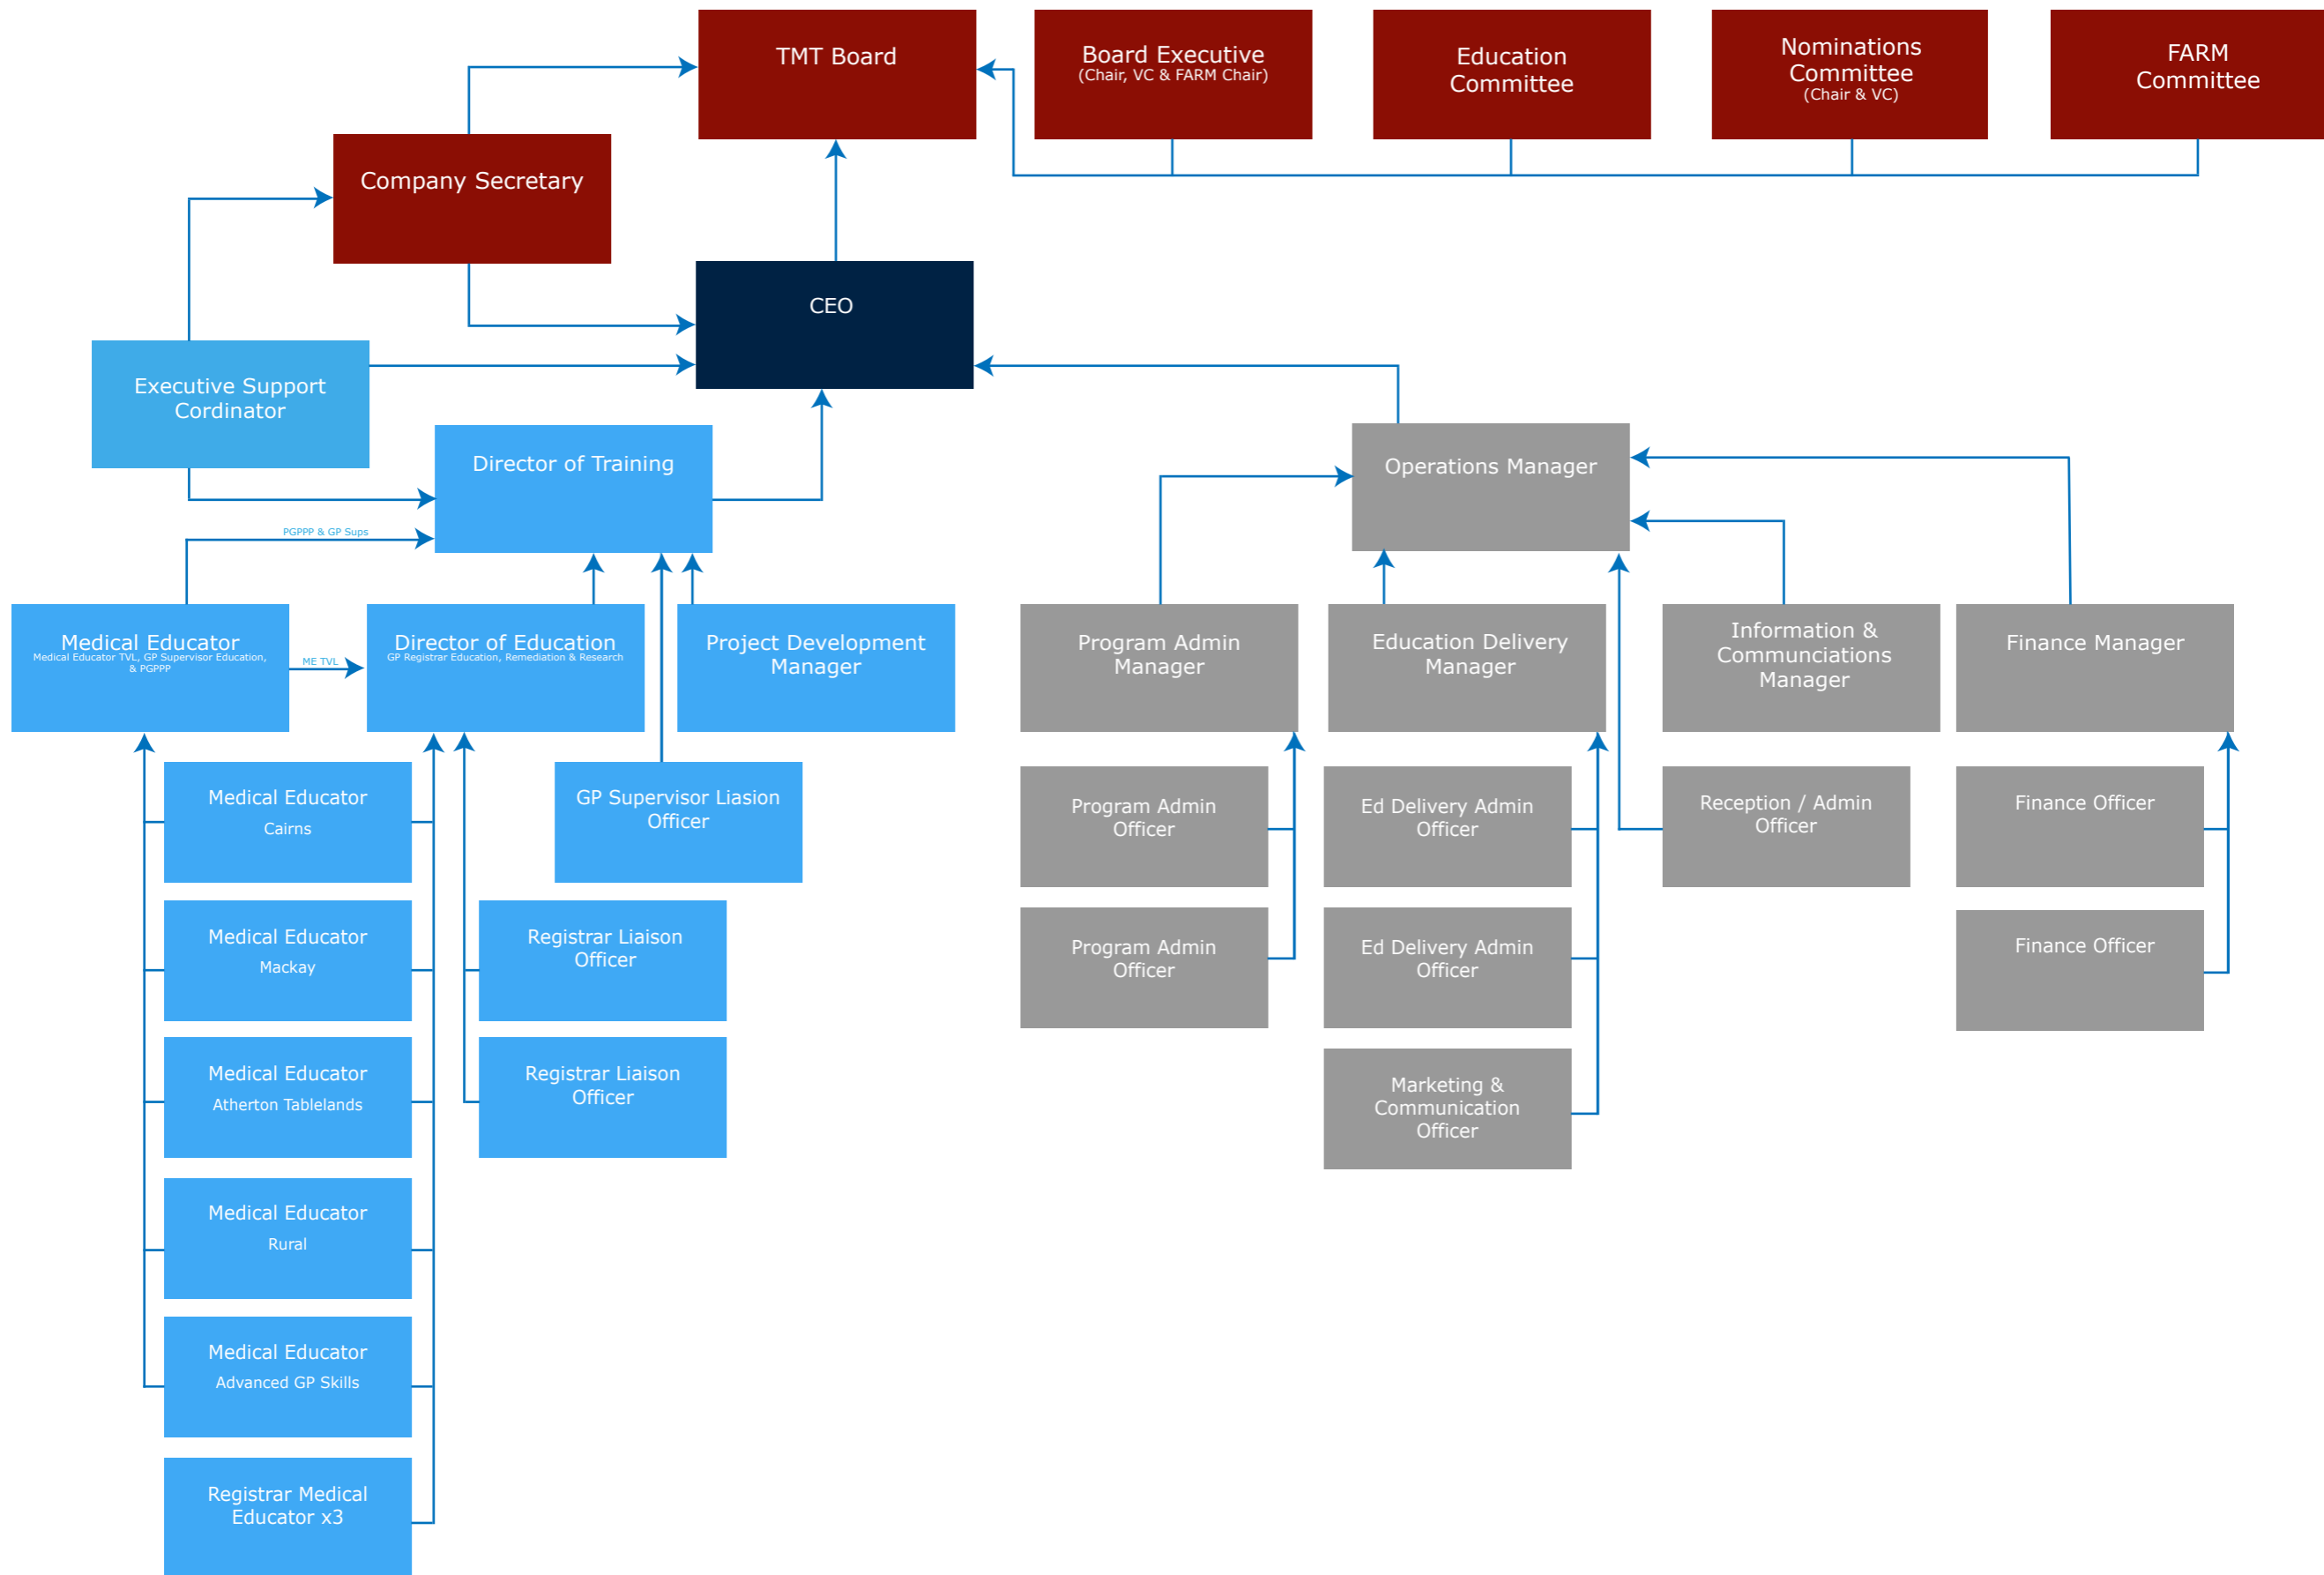 TMT Board
Board Executive
(Chair, VC & FARM Chair)
Education
Committee
Nominations
Committee
(Chair & VC)
FARM
Committee
Company Secretary
CEO
Executive Support
Cordinator
Director of Training
Operations Manager
PGPPP & GP Sups
Medical Educator
Medical Educator TVL, GP Supervisor Education,
& PGPPP
ME TVL
Director of Education
GP Registrar Education, Remediation & Research
Project Development
Manager
Program Admin
Manager
Education Delivery
Manager
Information &
Communciations
Manager
Finance Manager
Medical Educator
Cairns
GP Supervisor Liasion
Officer
Program Admin
Officer
Ed Delivery Admin
Officer
Reception / Admin
Officer
Finance Officer
Medical Educator
Mackay
Registrar Liaison
Officer
Program Admin
Officer
Ed Delivery Admin
Officer
Finance Officer
Medical Educator
Atherton Tablelands
Registrar Liaison
Officer
Marketing &
Communication
Officer
Medical Educator
Rural
Medical Educator
Advanced GP Skills
Registrar Medical
Educator x3